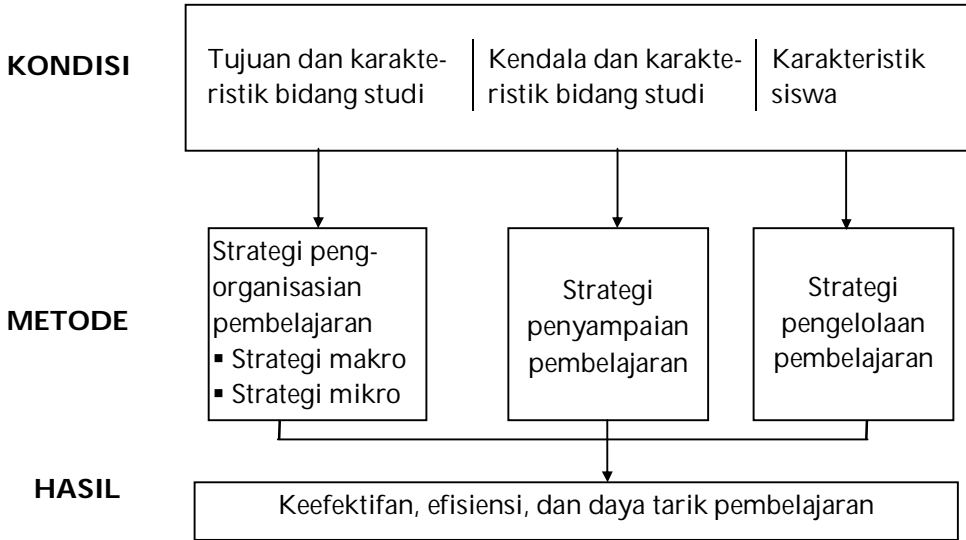 KONDISI
Tujuan dan karakte-
ristik bidang studi
Kendala dan karakte-
ristik bidang studi
Karakteristik
siswa
METODE
Strategi peng-
organisasian
pembelajaran
▪ Strategi makro
▪ Strategi mikro
Strategi
penyampaian
pembelajaran
Strategi
pengelolaan
pembelajaran
HASIL
Keefektifan, efisiensi, dan daya tarik pembelajaran